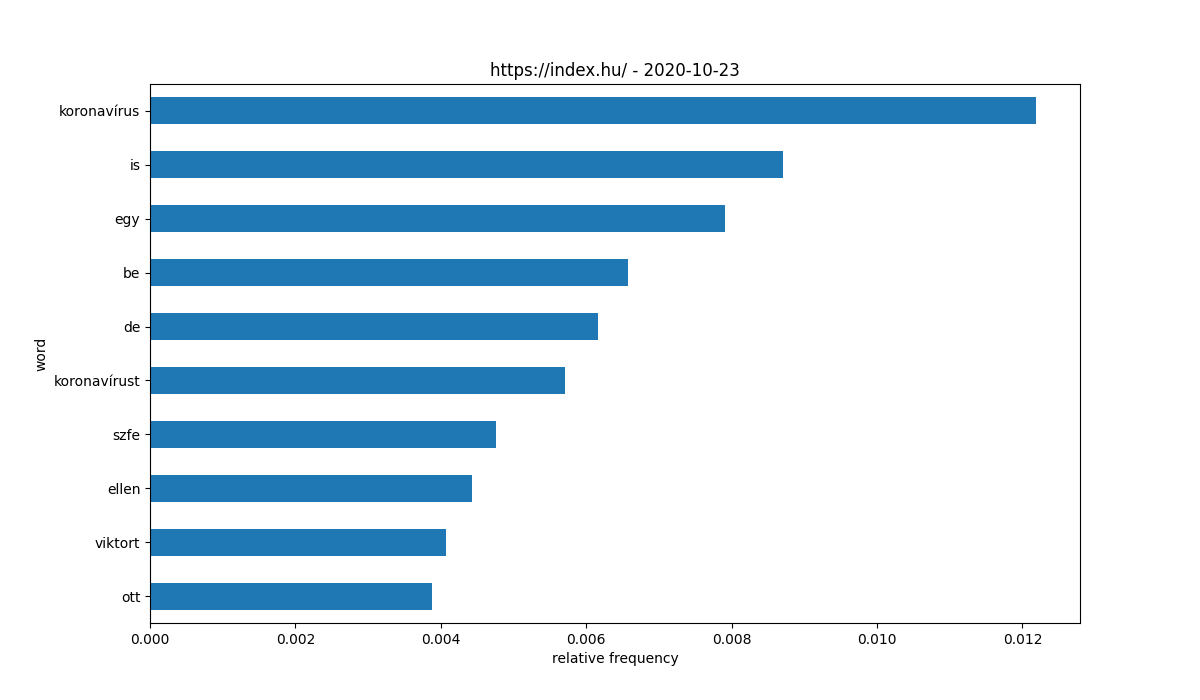 https://index.hu/ - 2020-10-23
koronavírus
is
egy
be
de
koronavírust
szfe
ellen
viktort
ott
word
0.000 0.002 0.004 0.006 0.008 0.010 0.012
relative frequency